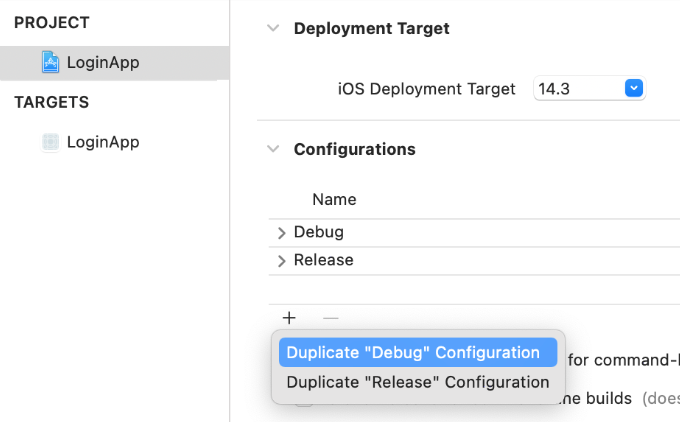 PROJECT
LoginApp
TARGETS
LoginApp
Deployment Target
iOS Deployment Target 14.3
Configurations
Name
Debug
Release
+ —
Duplicate "Debug" Configuration
Duplicate "Release" Configuration
for command-
builds (does